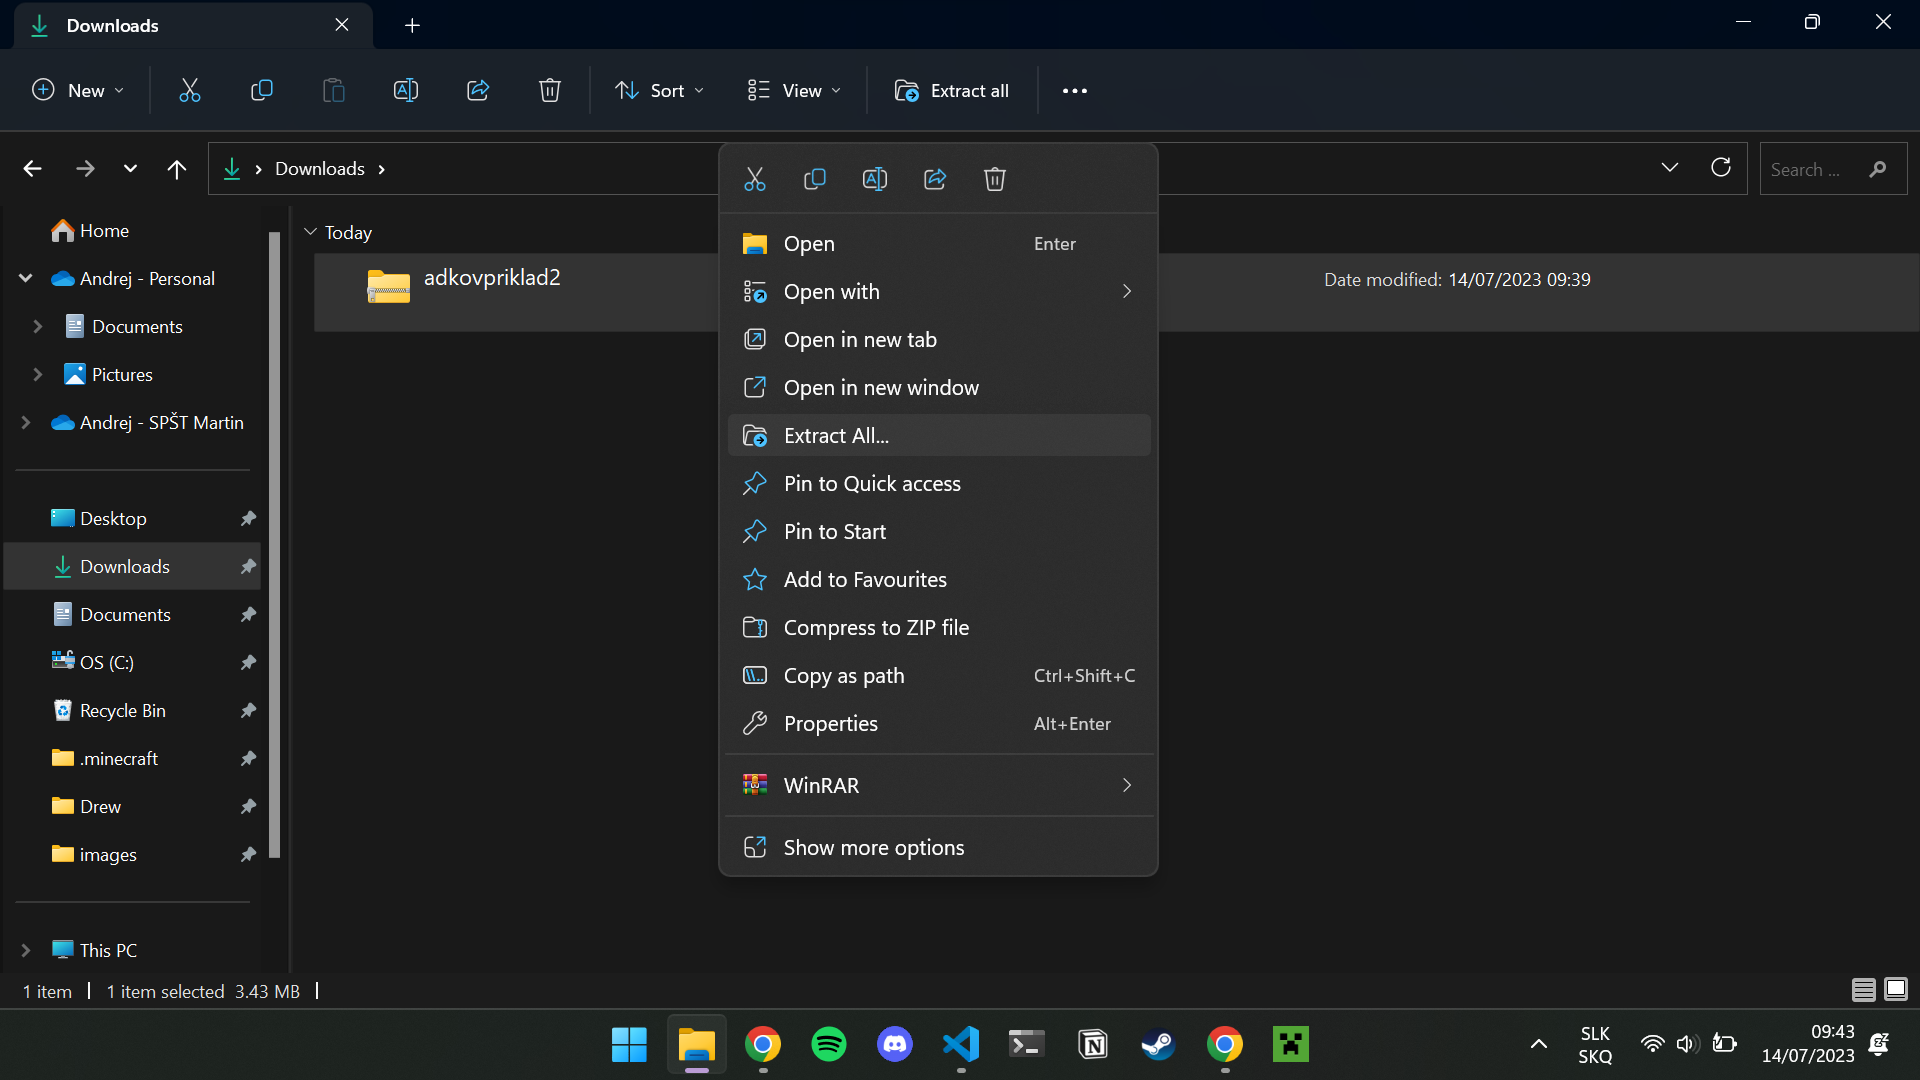 Downloads
New
Sort
View
Extract all
Downloads
Search ...
Home
Andrej - Personal
Documents
Pictures
Andrej - SPŠT Martin
Desktop
Downloads
Documents
OS (C:)
Recycle Bin
.minecraft
Drew
images
This PC
Today
adkovpriklad2
Date modified: 14/07/2023 09:39
Open Enter
Open with
Open in new tab
Open in new window
Extract All...
Pin to Quick access
Pin to Start
Add to Favourites
Compress to ZIP file
Copy as path Ctrl+Shift+C
Properties Alt+Enter
WinRAR
Show more options
1 item 1 item selected 3.43 MB
SLK
SKQ
09:43
14/07/2023